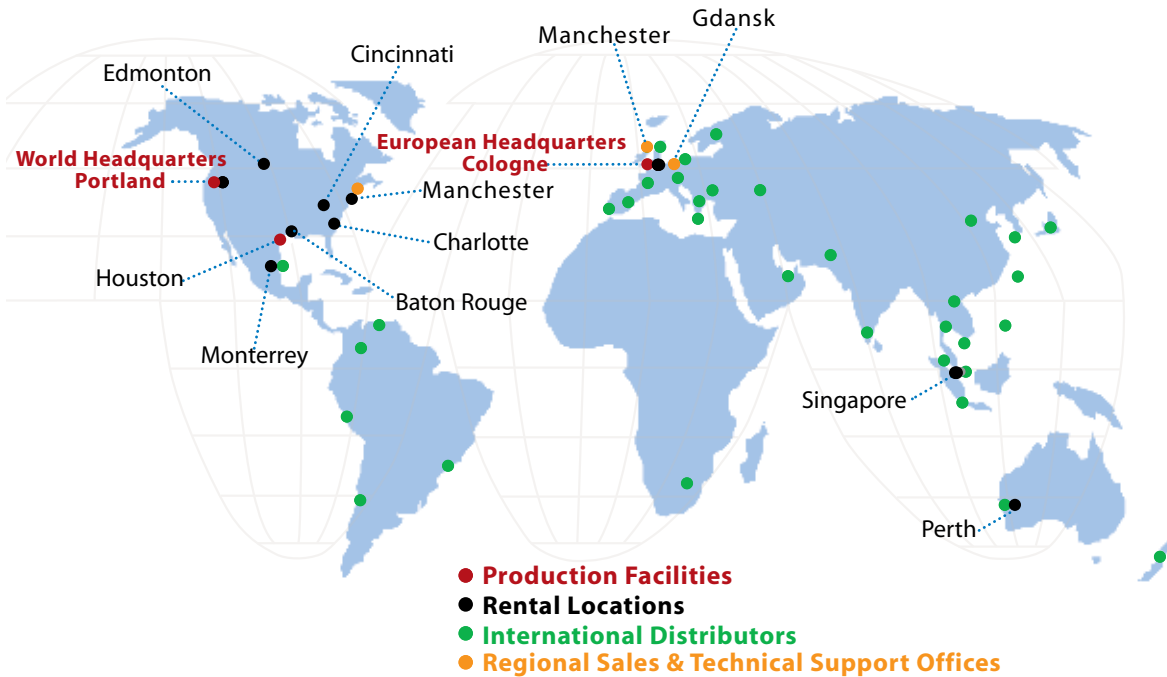 Gdansk
Manchester
Cincinnati
Edmonton
European Headquarters
Cologne
World Headquarters
Portland
Manchester
Charlotte
Houston
Baton Rouge
Monterrey
Singapore
Perth
Production Facilities
Rental Locations
International Distributors
Regional Sales & Technical Support Offices